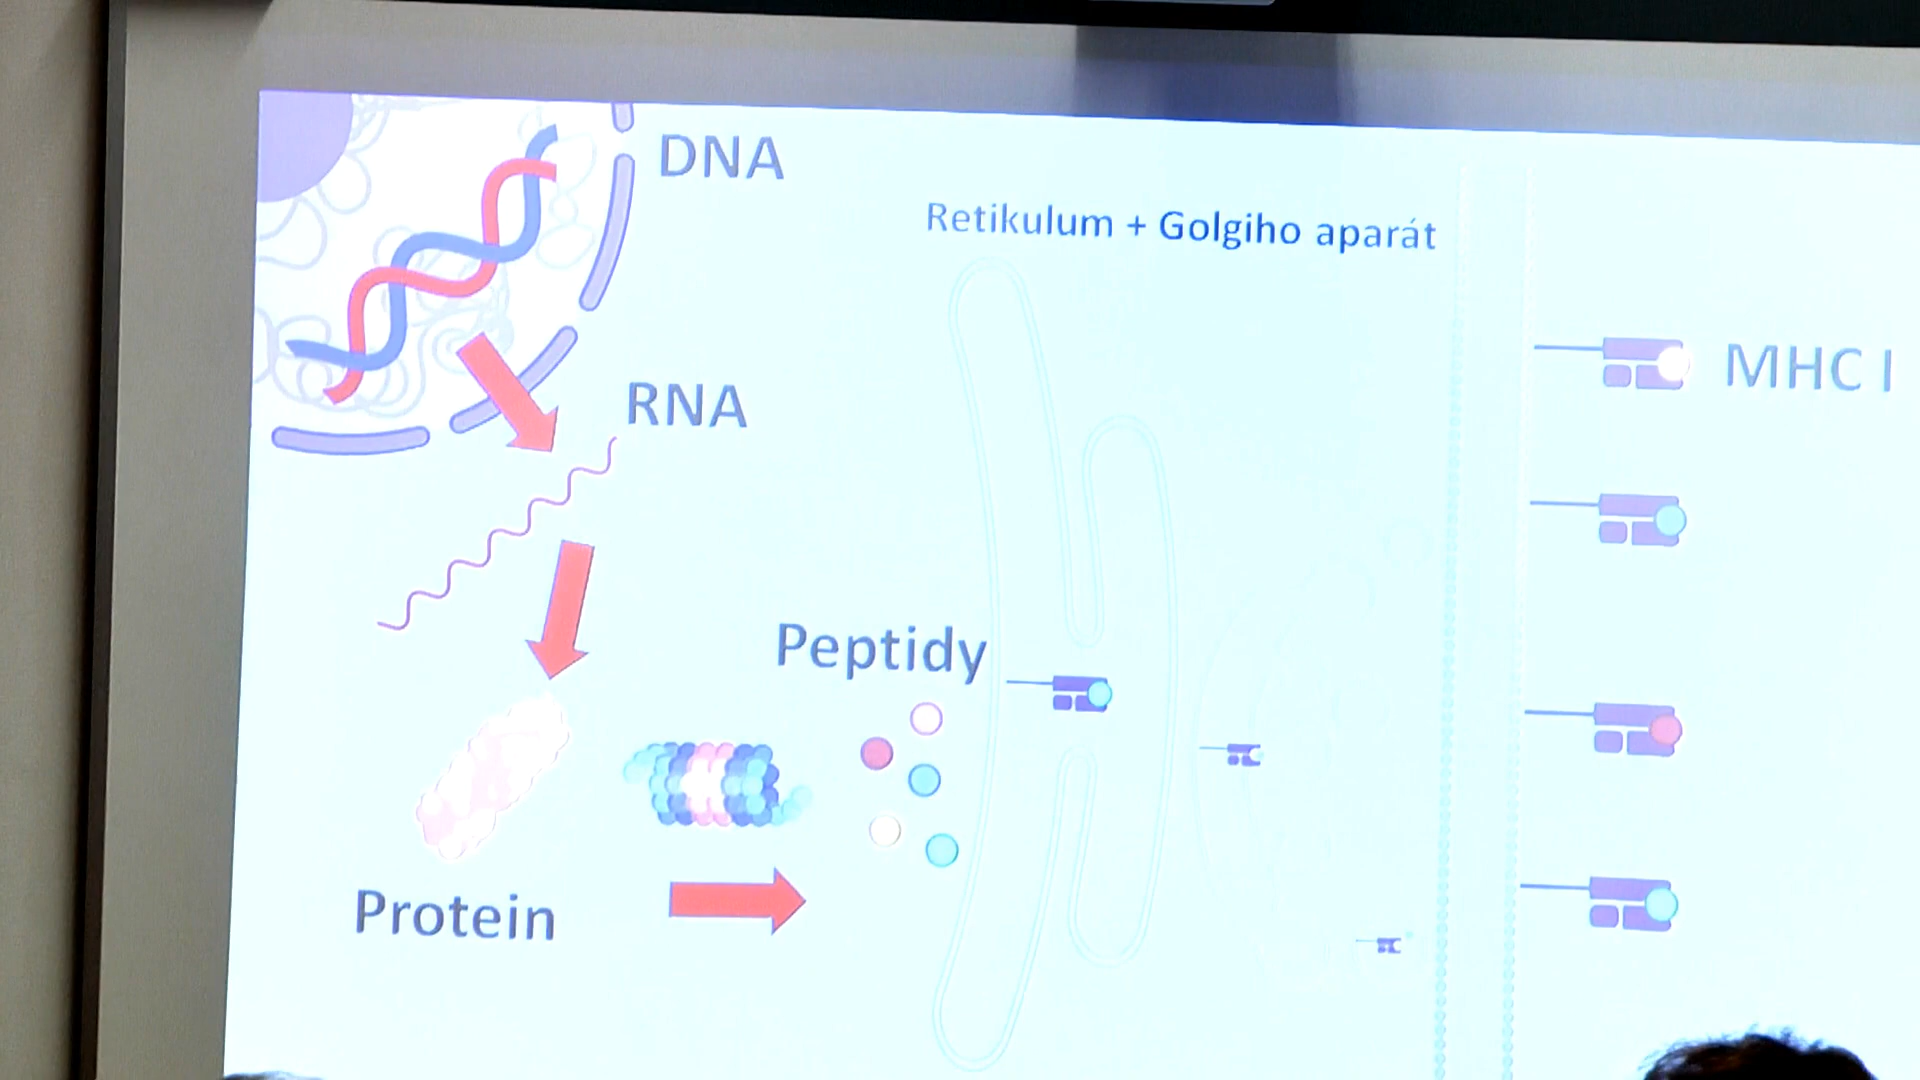 DNA
Retikulum + Golgiho aparát
MHC I
RNA
Peptidy
Protein